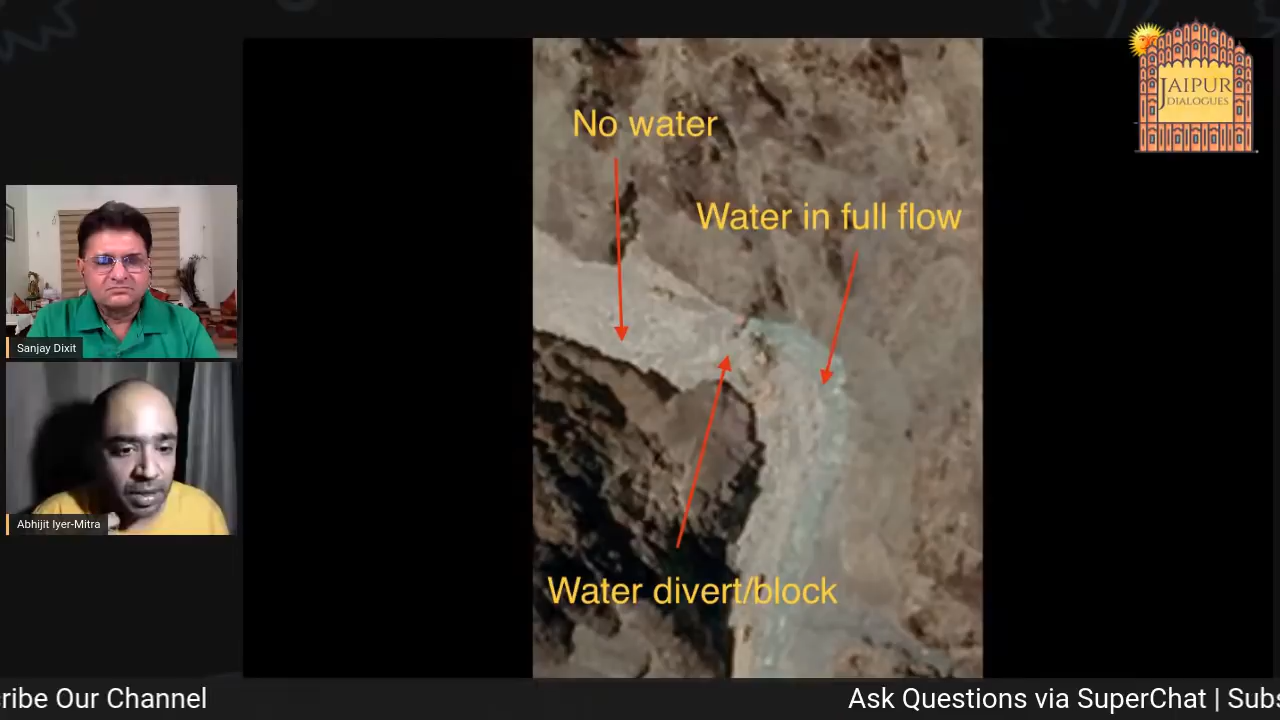 JAIPUR
DIALOGUES
No water
Water in full flow
Water divert/block
Sanjay Dixit
Abhijit Iyer-Mitra
ribe Our Channel
Ask Questions via SuperChat | Subs